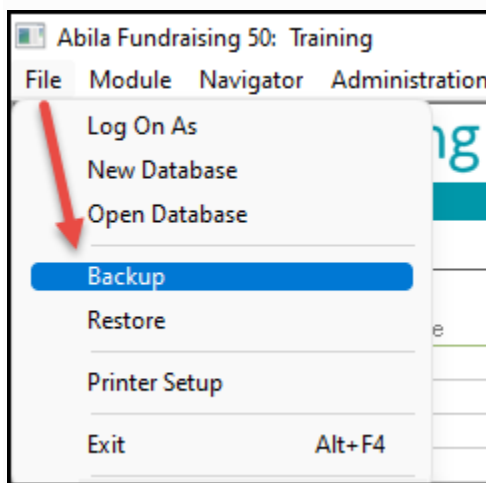 Abila Fundraising 50: Training
File Module Navigator Administration
Log On As
ng
New Database
Open Database
Backup
Restore
e
Printer Setup
Exit Alt+F4